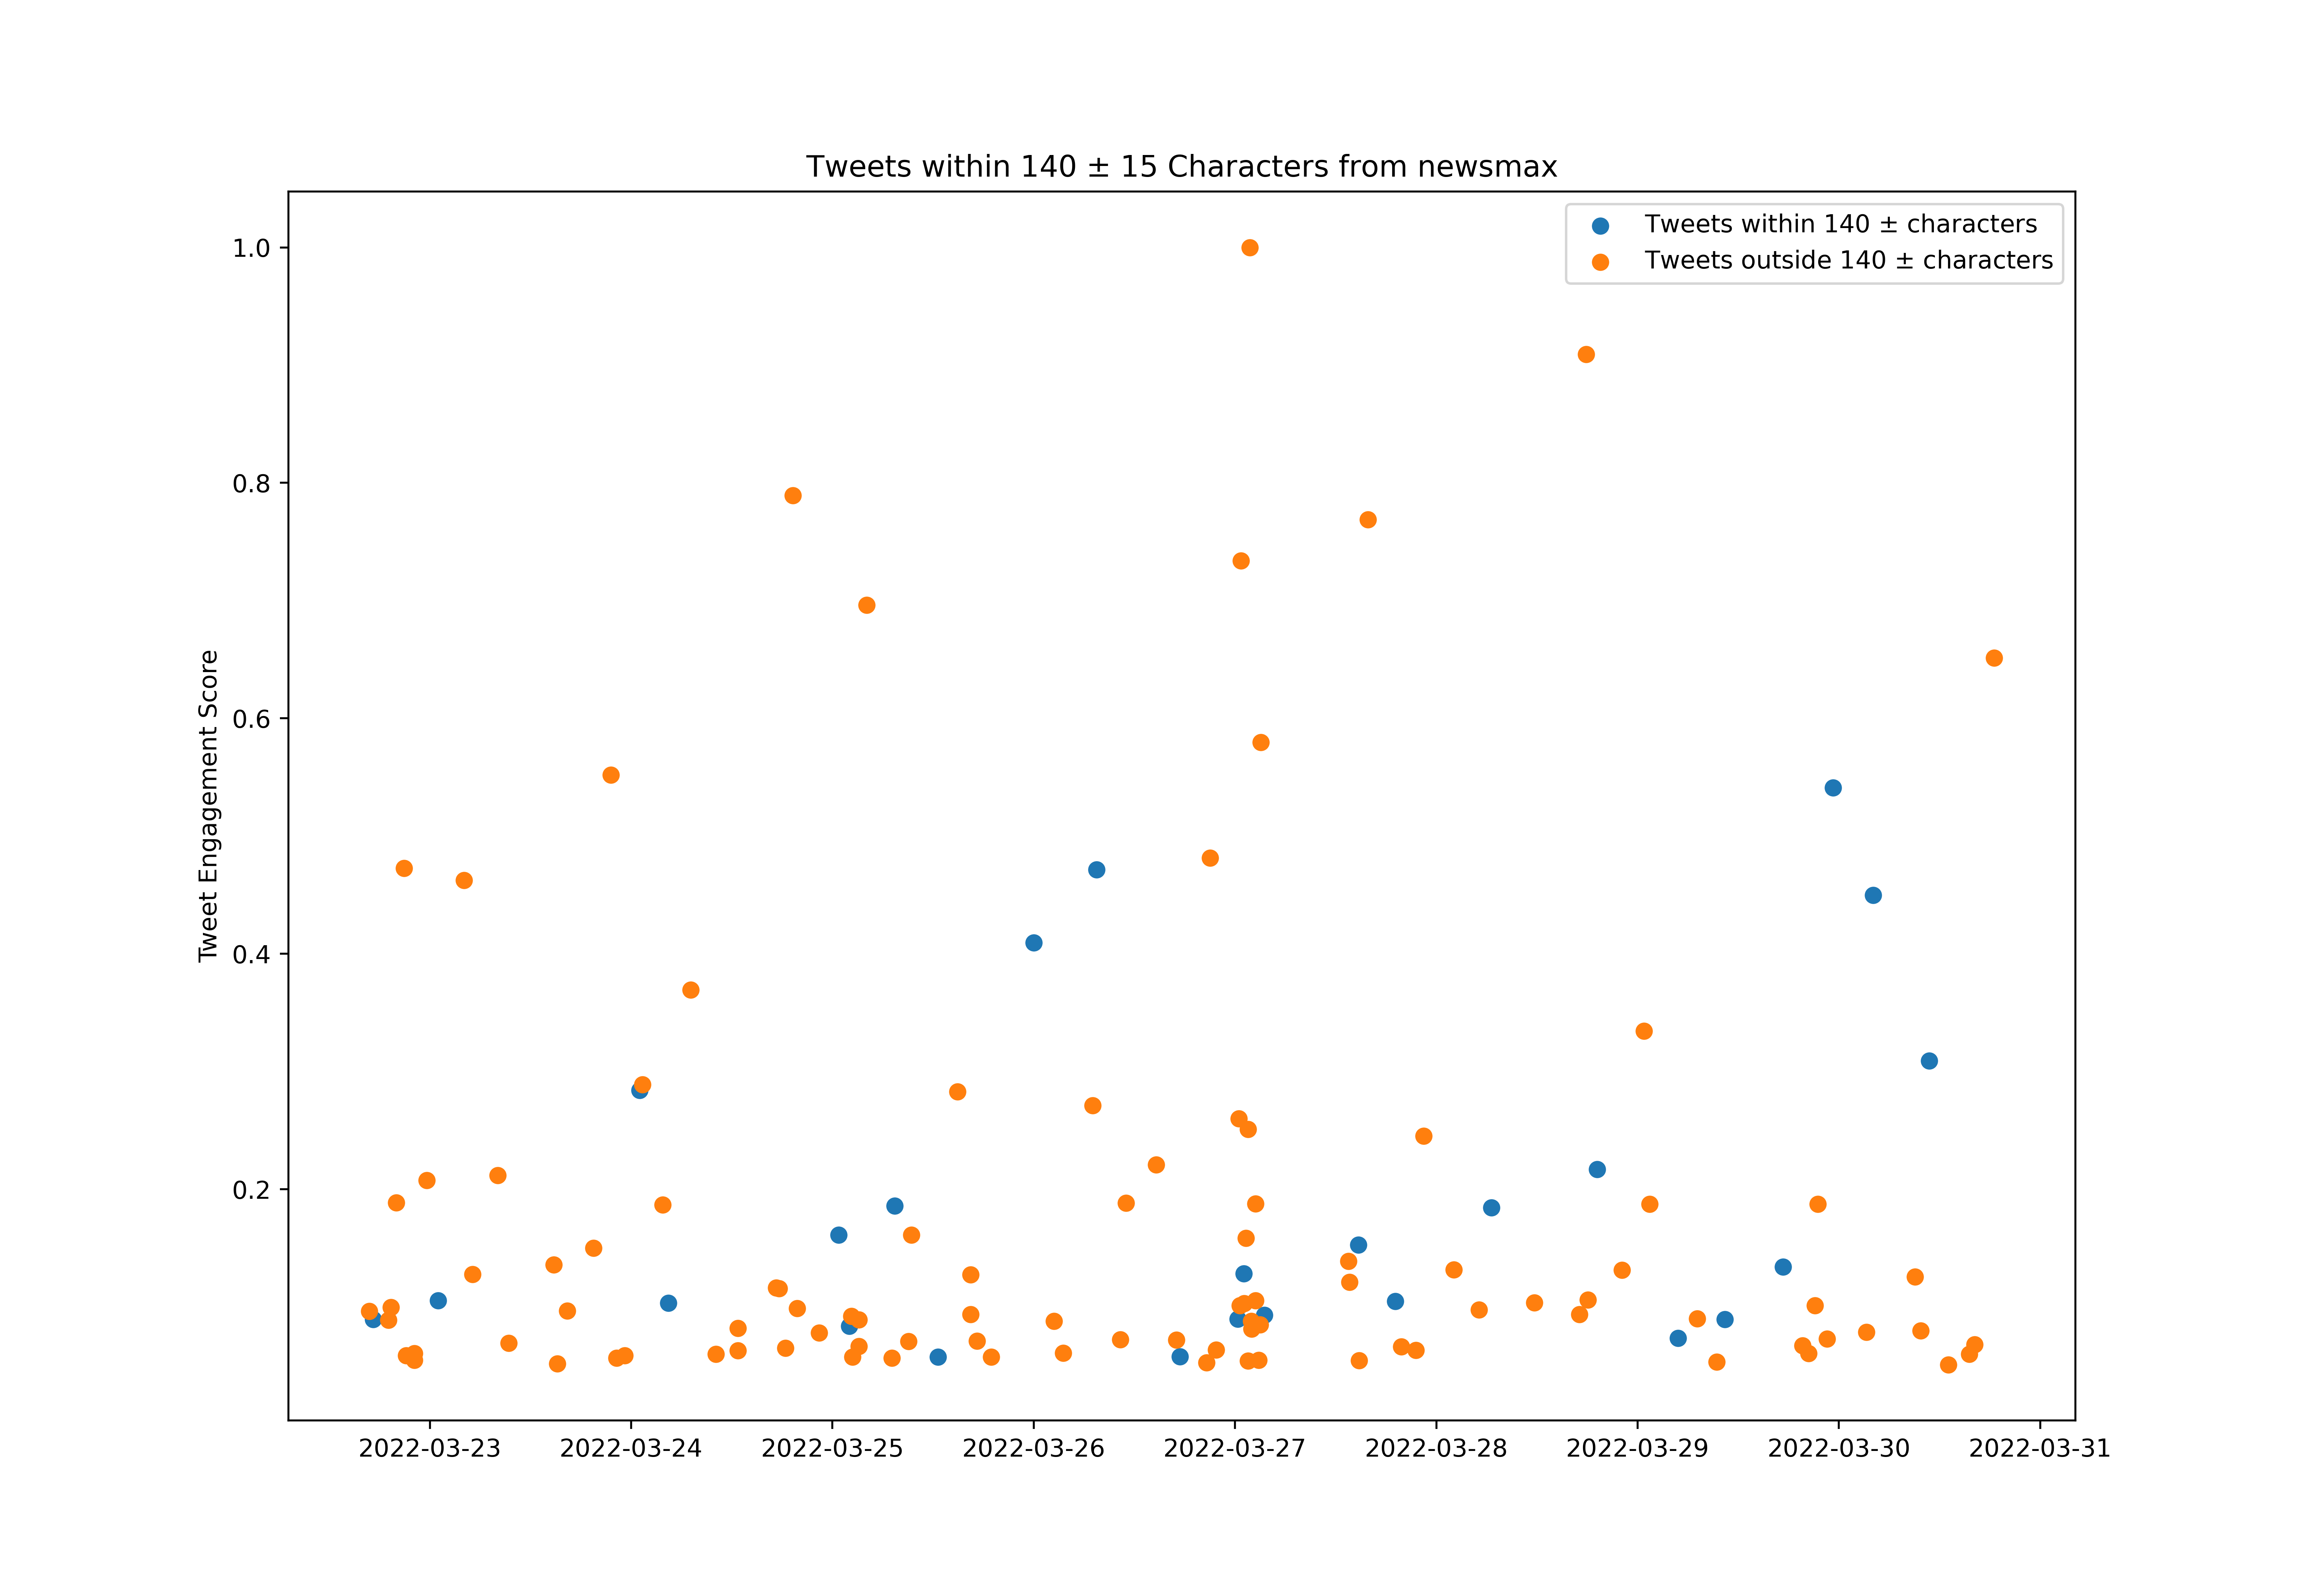 Tweets within 140 ± 15 Characters from newsmax
Tweets within 140 ± characters
Tweets outside 140 ± characters
Tweet Engagement Score
1.0
0.8
0.6
0.4
0.2
2022-03-23 2022-03-24 2022-03-25 2022-03-26 2022-03-27 2022-03-28 2022-03-29 2022-03-30 2022-03-31